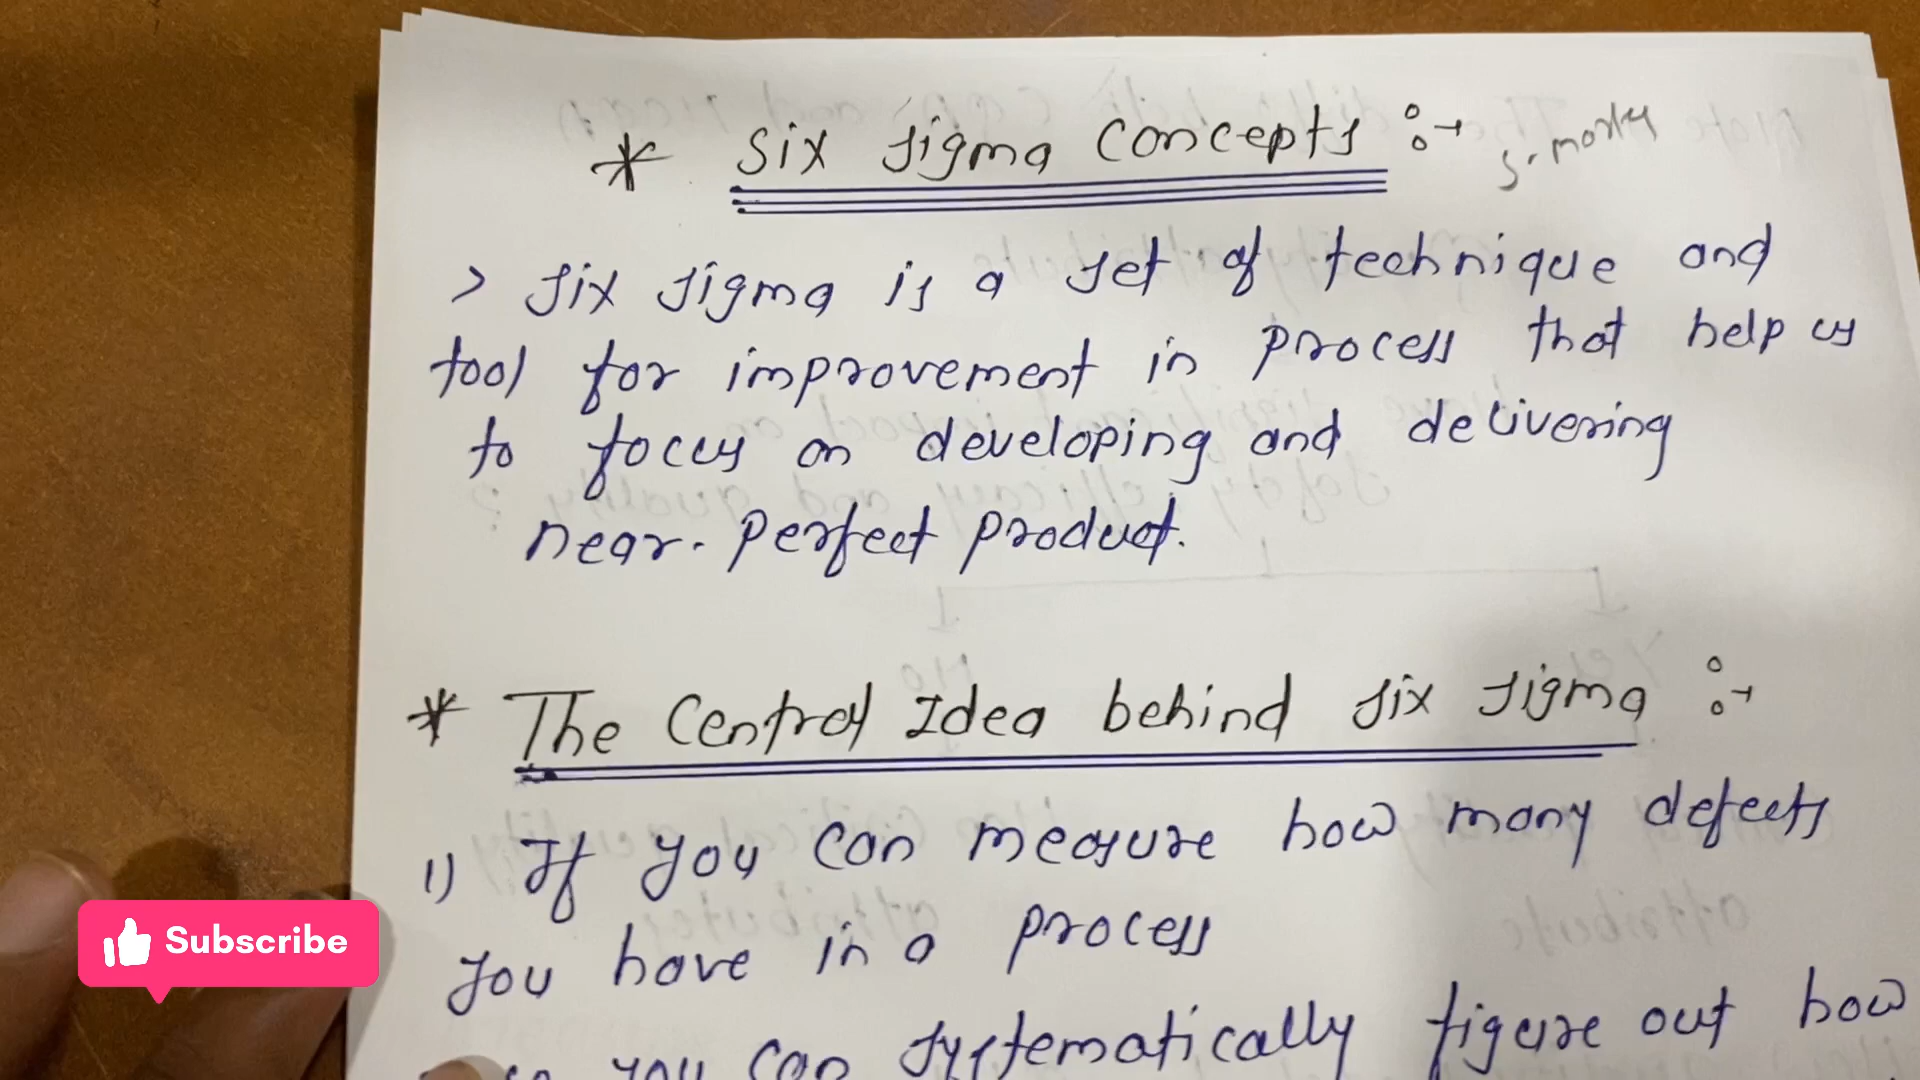 * Six Sigma Concepts :→ 5. marks
> Six Sigma is a set of technique and
tool for improvement in process that help us
to focus on developing and delivering
near. perfect product.
* The Central Idea behind Six Sigma :→
1) If you can measure how many defects
you have in a process
you can systematically figure out how
Subscribe